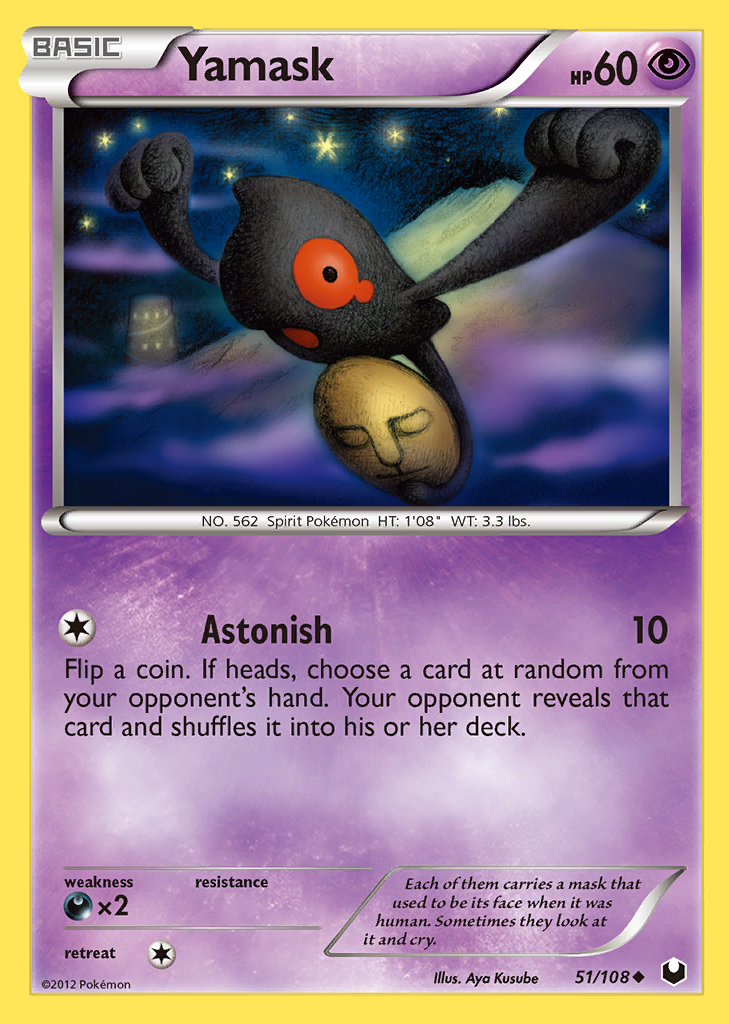 BASIC
Yamask
HP60
NO. 562 Spirit Pokémon HT: 1'08" WT: 3.3 lbs.
Astonish 10
Flip a coin. If heads, choose a card at random from
your opponent's hand. Your opponent reveals that
card and shuffles it into his or her deck.
weakness
resistance
×2
retreat
Each of them carries a mask that
used to be its face when it was
human. Sometimes they look at
it and cry.
©2012 Pokémon
Illus. Aya Kusube
51/108